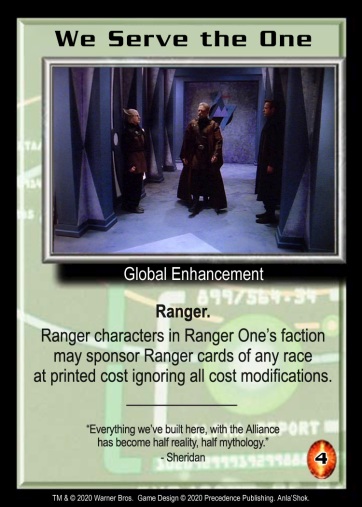 We Serve the One
Global Enhancement
Ranger.
Ranger characters in Ranger One's faction
may sponsor Ranger cards of any race
at printed cost ignoring all cost modifications.
"Everything we've built here, with the Alliance
has become half reality, half mythology."
- Sheridan
4
TM & © 2020 Warner Bros. Game Design © 2020 Precedence Publishing. Anla'Shok.